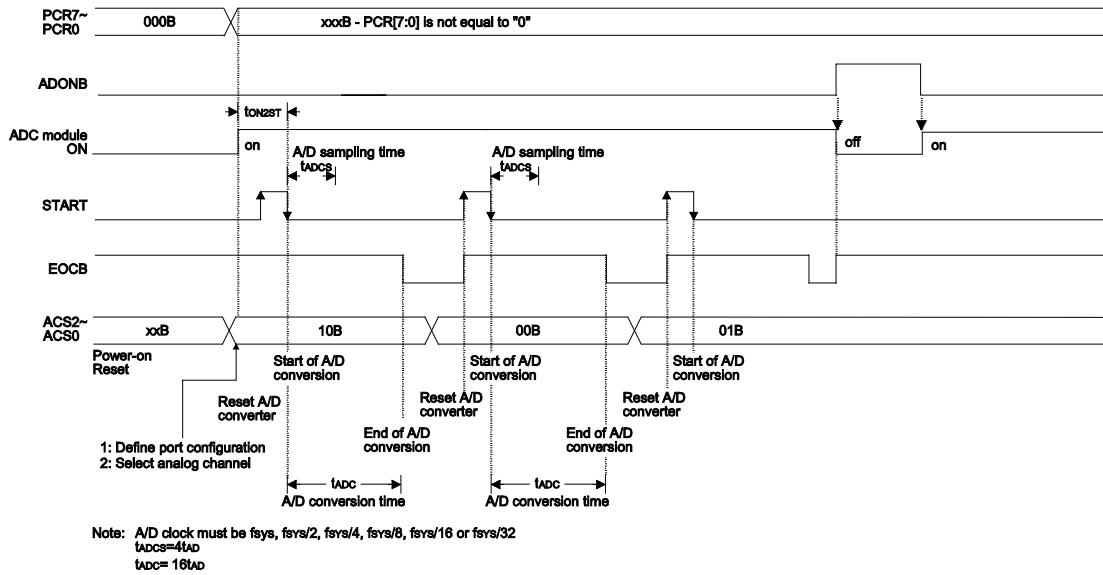 PCR7~
PCR0
000B
xxxB - PCR[7:0] is not equal to "0"
ADONB
tON2ST
ADC module
ON
on
off
on
A/D sampling time
tADCS
A/D sampling time
tADCS
START
EOCB
ACS2~
ACS0
xxB
10B
00B
01B
Power-on
Reset
Start of A/D
conversion
Start of A/D
conversion
Start of A/D
conversion
Reset A/D
converter
Reset A/D
converter
Reset A/D
converter
End of A/D
conversion
End of A/D
conversion
1: Define port configuration
2: Select analog channel
tADC
A/D conversion time
tADC
A/D conversion time
Note: A/D clock must be fsys, fSYS/2, fSYS/4, fSYS/8, fSYS/16 or fSYS/32
tADCS=4tAD
tADC= 16tAD